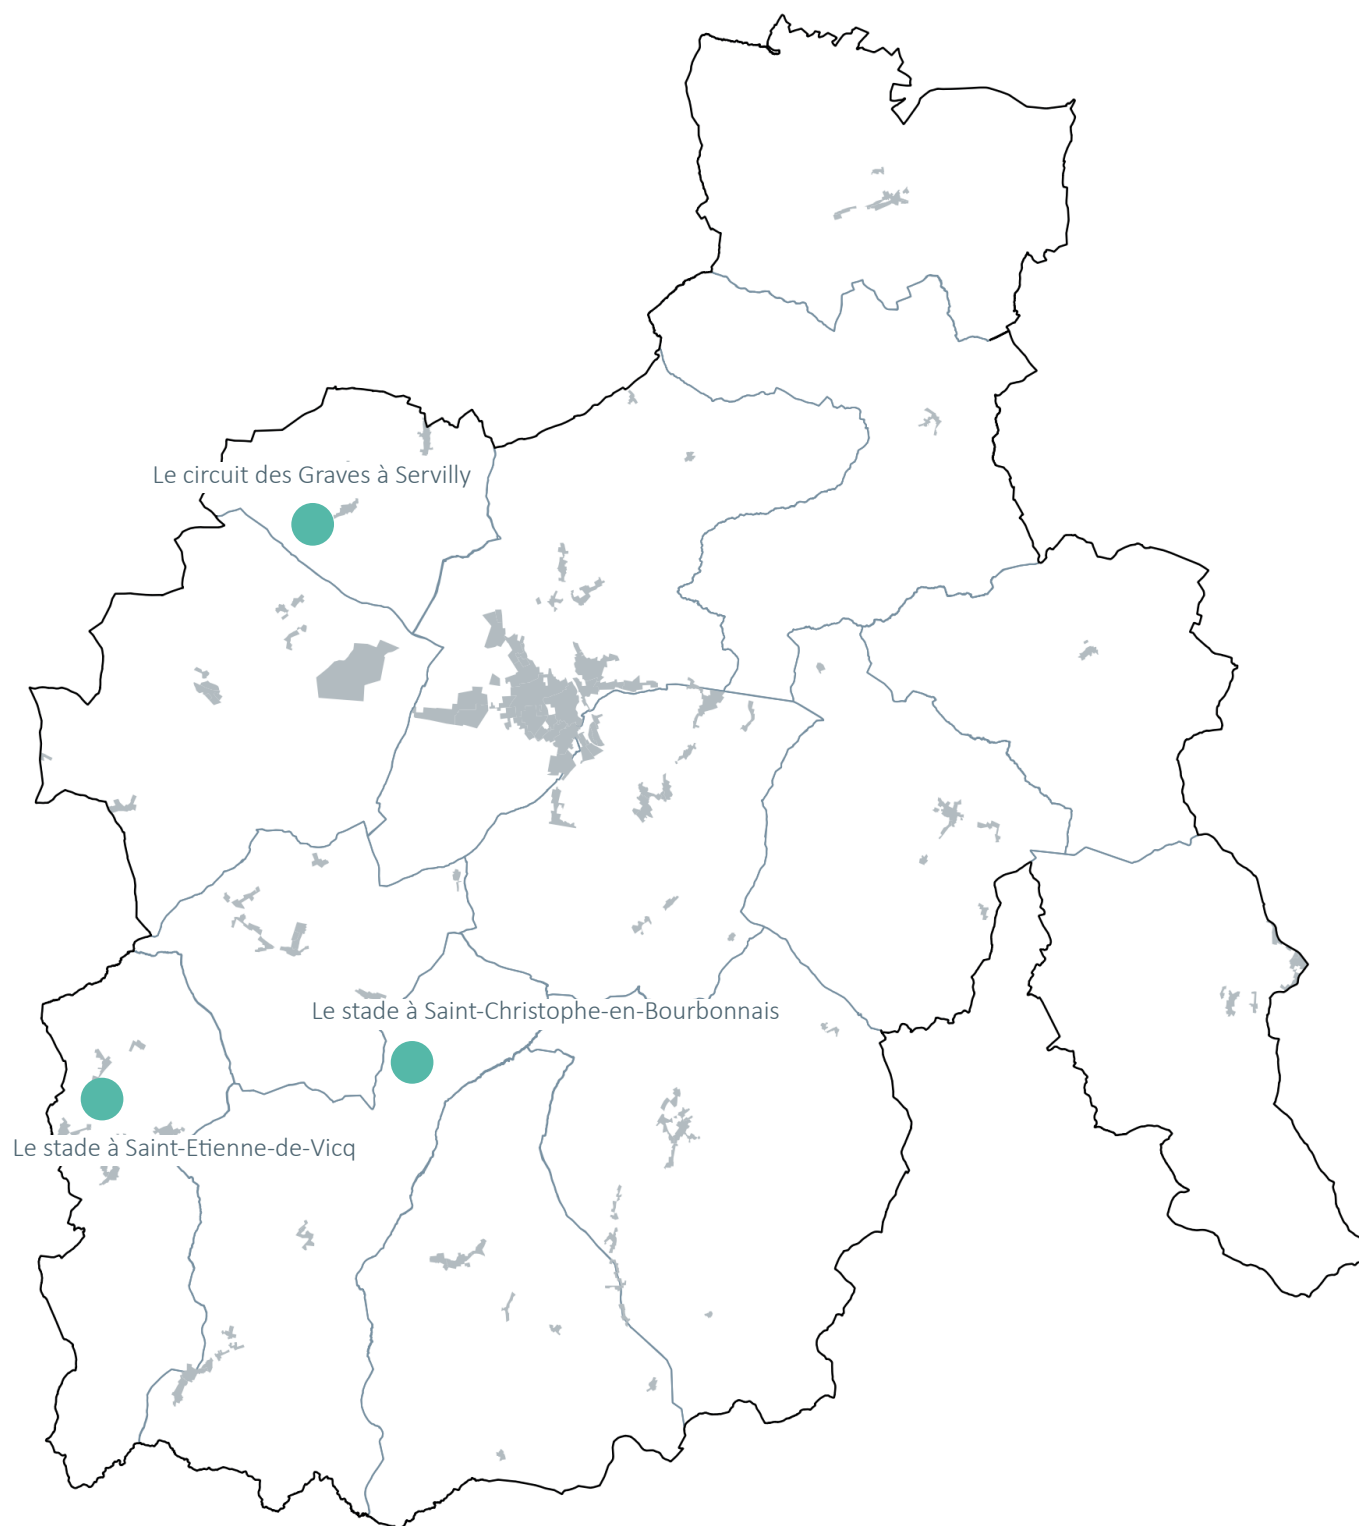 Le circuit des Graves à Servilly
Le stade à Saint-Christophe-en-Bourbonnais
Le stade à Saint-Etienne-de-Vicq